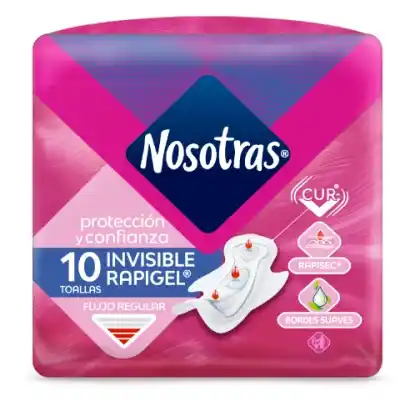 Nosotras®
CUR
protección
y confianza
10 TOALLAS
INVISIBLE
RAPIGEL®
RAPISEC®
FLUJO REGULAR
BORDES SUAVES